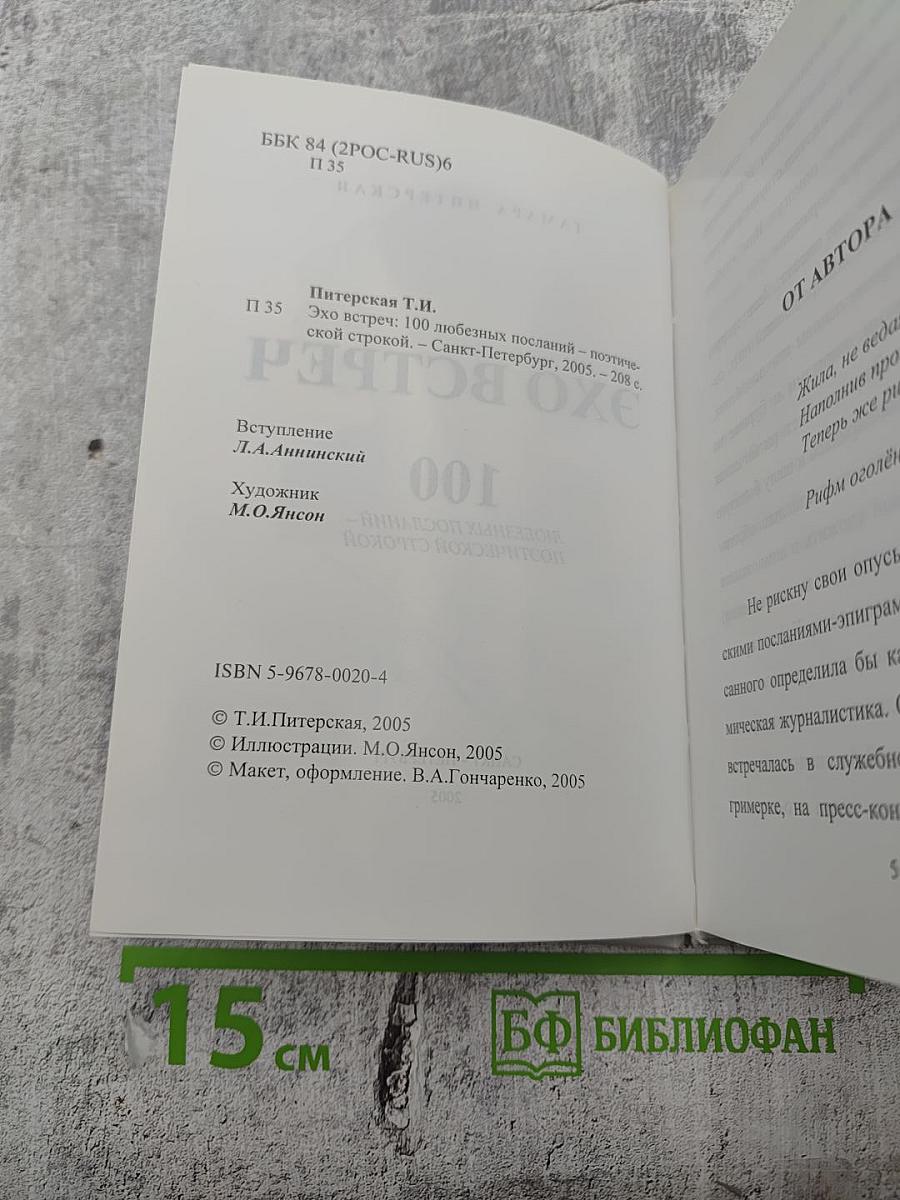 ББК 84 (2РОС-RUS)6
П 35
Питерская Т.И.
П 35 Эхо встреч: 100 любезных посланий – поэтиче-
ской строкой. – Санкт-Петербург, 2005. – 208 с.
Вступление
Л.А.Аннинский
Художник
М.О.Янсон
ISBN 5-9678-0020-4
© Т.И.Питерская, 2005
© Иллюстрации. М.О.Янсон, 2005
© Макет, оформление. В.А.Гончаренко, 2005
ОТ АВТОРА
Жила, не веда
Наполнив про
Теперь же ри
Рифм оголён
Не рискну свои опусы
скими посланиями-эпиграм
санного определила бы ка
мическая журналистика. С
встречалась в служебно
гримерке, на пресс-кон
5
15 см
БФ БИБЛИОФАН